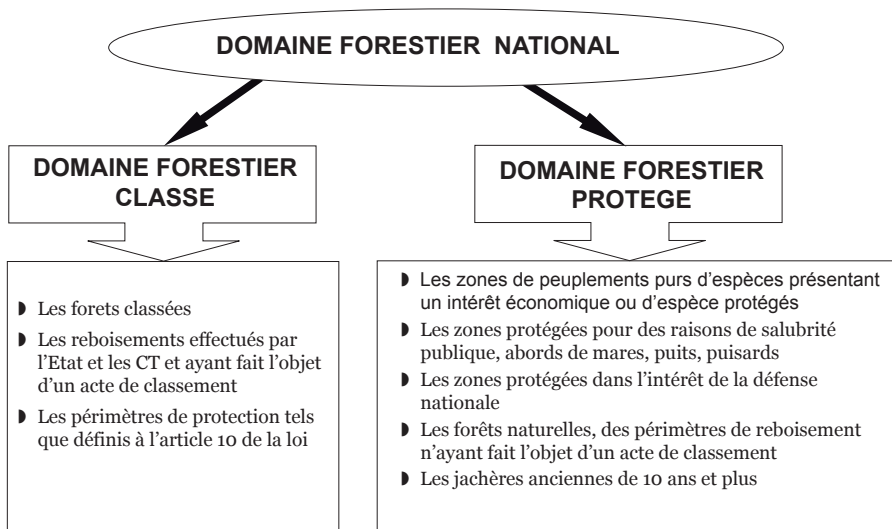 DOMAINE FORESTIER NATIONAL
DOMAINE FORESTIER
CLASSE
◗ Les forets classées
◗ Les reboisements effectués par
l'Etat et les CT et ayant fait l'objet
d'un acte de classement
◗ Les périmètres de protection tels
que définis à l'article 10 de la loi
DOMAINE FORESTIER
PROTEGE
◗ Les zones de peuplements purs d'espèces présentant
un intérêt économique ou d'espèce protégés
◗ Les zones protégées pour des raisons de salubrité
publique, abords de mares, puits, puisards
◗ Les zones protégées dans l'intérêt de la défense
nationale
◗ Les forêts naturelles, des périmètres de reboisement
n'ayant fait l'objet d'un acte de classement
◗ Les jachères anciennes de 10 ans et plus